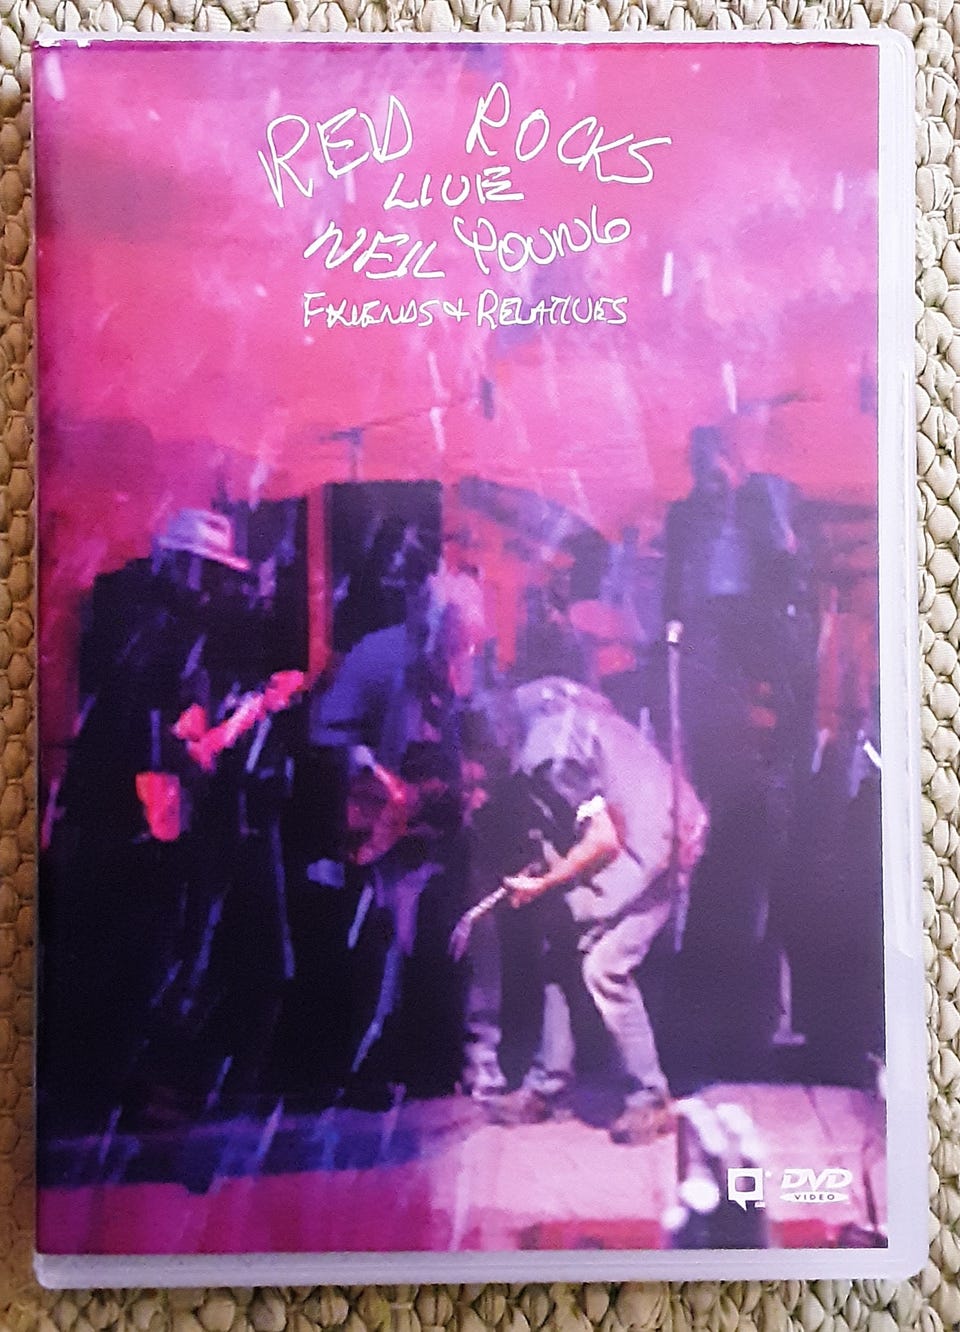 RED ROCKS
LIVE
NEIL YOUNG
FRIENDS + RELATIVES
DVD
VIDEO